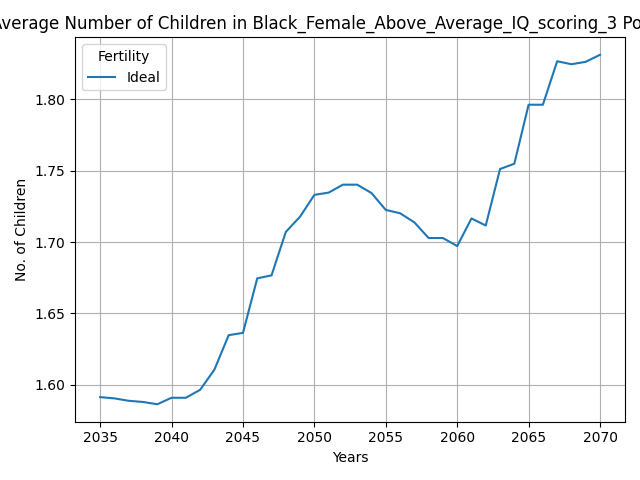 Average Number of Children in Black_Female_Above_Average_IQ_scoring_3 Po
Fertility
Ideal
No. of Children
1.80
1.75
1.70
1.65
1.60
2035 2040 2045 2050 2055 2060 2065 2070
Years